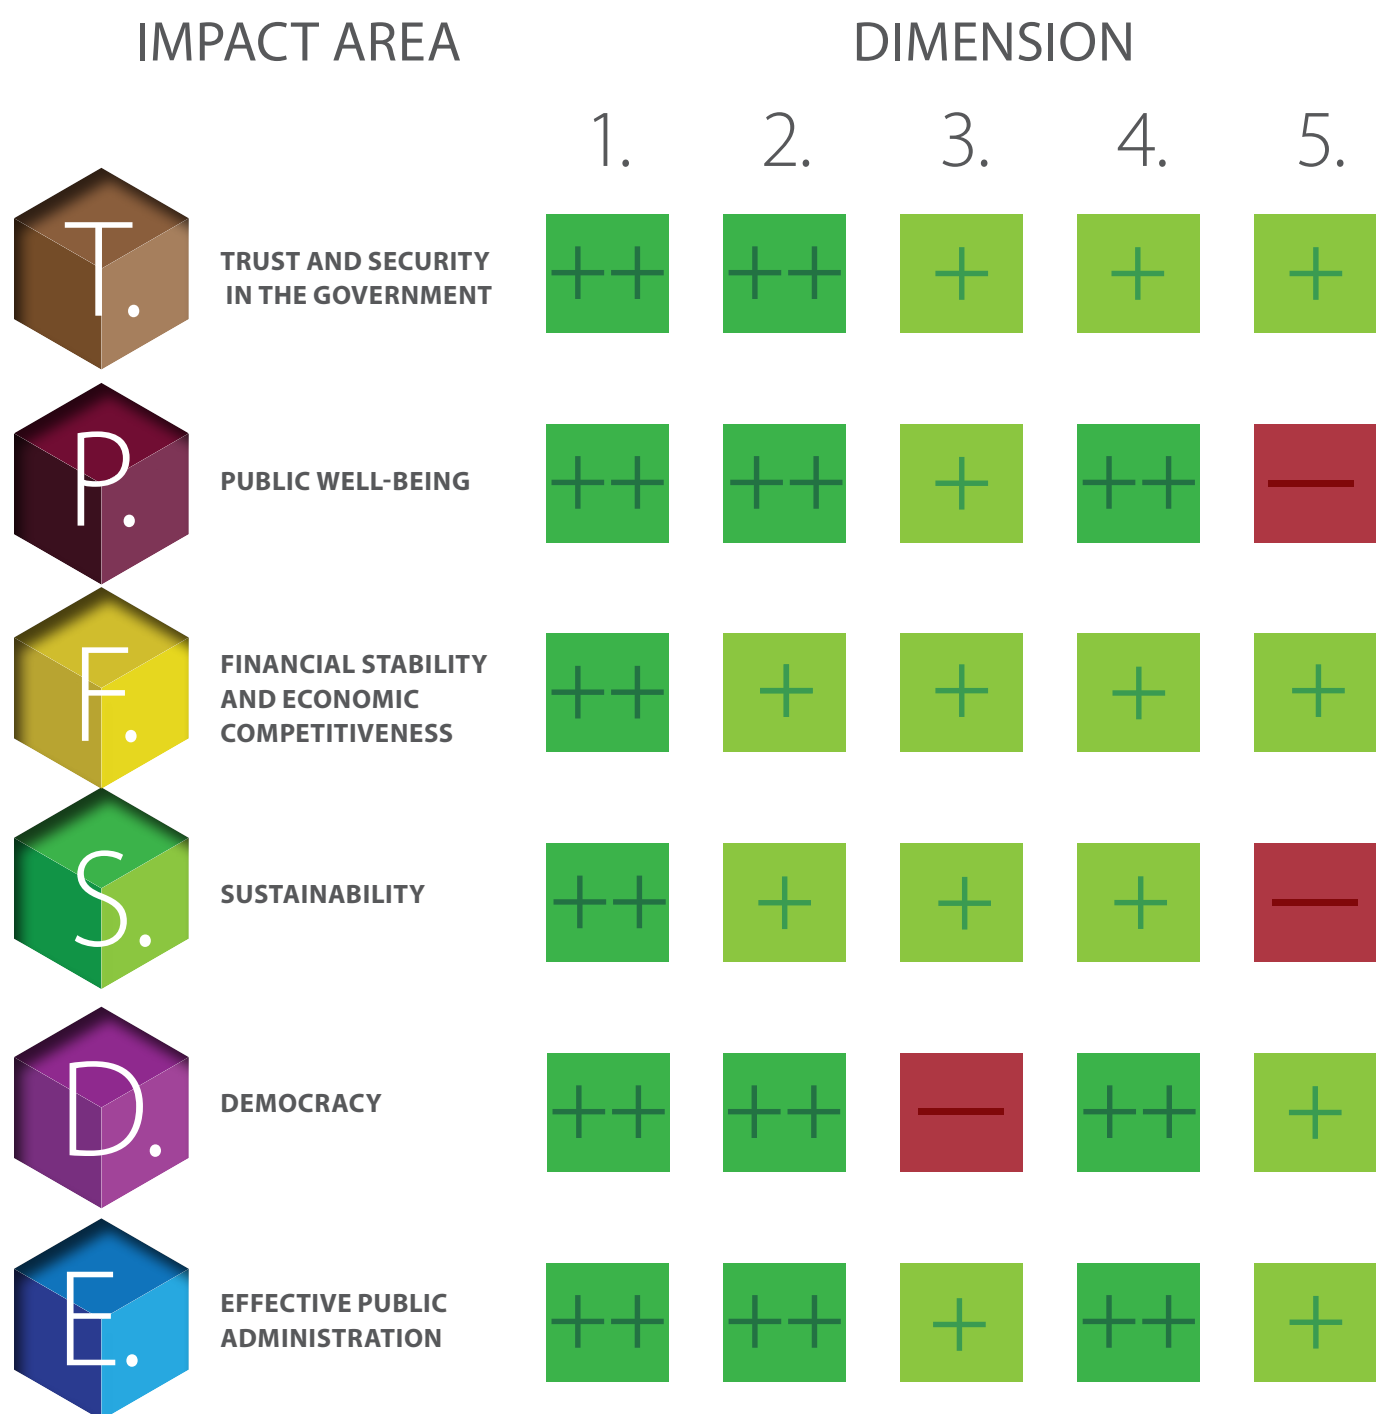 IMPACT AREA DIMENSION
1. 2. 3. 4. 5.
T. TRUST AND SECURITY
IN THE GOVERNMENT
++ ++ + + +
P. PUBLIC WELL-BEING ++ ++ + ++ —
F. FINANCIAL STABILITY
AND ECONOMIC
COMPETITIVENESS
++ + + + +
S. SUSTAINABILITY ++ + + + —
D. DEMOCRACY ++ ++ — ++ +
E. EFFECTIVE PUBLIC
ADMINISTRATION
++ ++ + ++ +